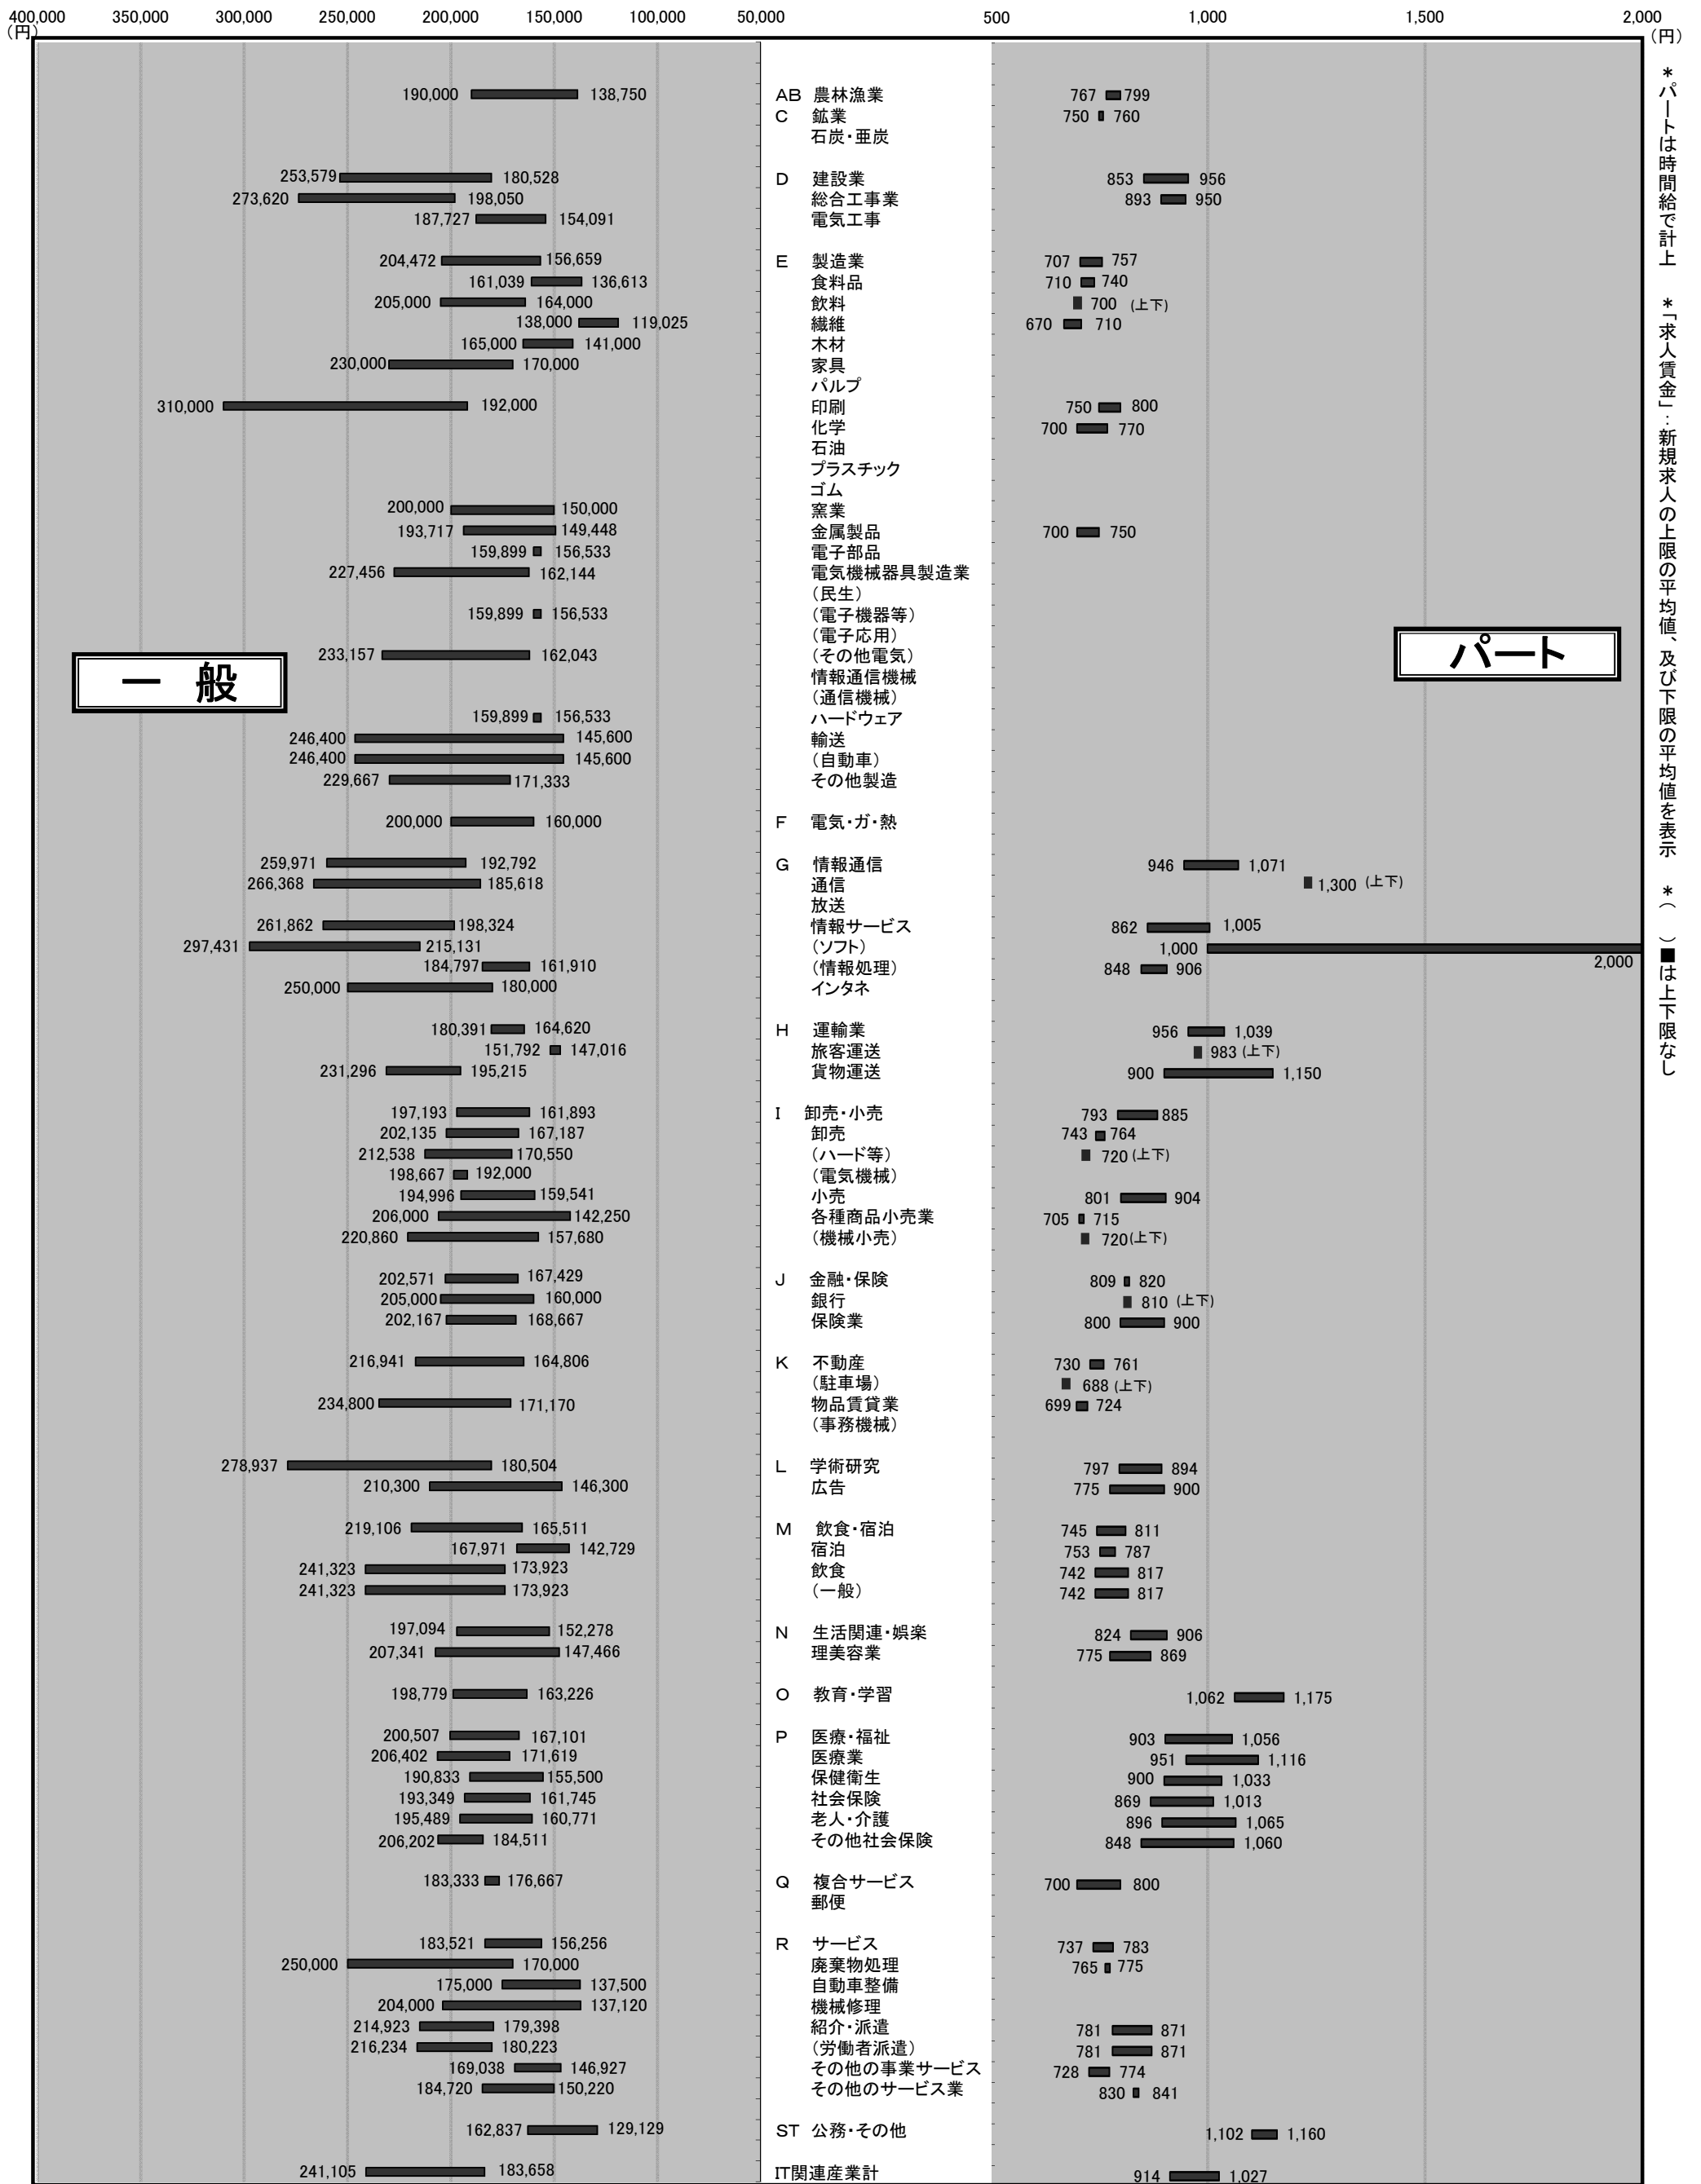 400,000 350,000 300,000 250,000 200,000 150,000 100,000 50,000 500 1,000 1,500 2,000
(円) (円)
190,000 138,750 AB 農林漁業 767 799
C 鉱業 750 760
石炭・亜炭
253,579 180,528 D 建設業 853 956
273,620 198,050 総合工事業 893 950
187,727 154,091 電気工事
204,472 156,659 E 製造業 707 757
161,039 136,613 食料品 710 740
205,000 164,000 飲料 700 (上下)
138,000 119,025 繊維 670 710
165,000 141,000 木材
230,000 170,000 家具
パルプ
310,000 192,000 印刷 750 800
化学 700 770
石油
プラスチック
ゴム
200,000 150,000 窯業
193,717 149,448 金属製品 700 750
159,899 156,533 電子部品
227,456 162,144 電気機械器具製造業
(民生)
159,899 156,533 (電子機器等)
(電子応用)
233,157 162,043 (その他電気)
情報通信機械
(通信機械)
159,899 156,533 ハードウェア
246,400 145,600 輸送
246,400 145,600 (自動車)
229,667 171,333 その他製造
一 般
パート
200,000 160,000 F 電気・ガ・熱
259,971 192,792 G 情報通信 946 1,071
266,368 185,618 通信 1,300 (上下)
放送
261,862 198,324 情報サービス 862 1,005
297,431 215,131 (ソフト) 1,000 2,000
184,797 161,910 (情報処理) 848 906
250,000 180,000 インタネ
180,391 164,620 H 運輸業 956 1,039
151,792 147,016 旅客運送 983 (上下)
231,296 195,215 貨物運送 900 1,150
197,193 161,893 I 卸売・小売 793 885
202,135 167,187 卸売 743 764
212,538 170,550 (ハード等) 720 (上下)
198,667 192,000 (電気機械)
194,996 159,541 小売 801 904
206,000 142,250 各種商品小売業 705 715
220,860 157,680 (機械小売) 720 (上下)
202,571 167,429 J 金融・保険 809 820
205,000 160,000 銀行 810 (上下)
202,167 168,667 保険業 800 900
216,941 164,806 K 不動産 730 761
(駐車場) 688 (上下)
234,800 171,170 物品賃貸業 699 724
(事務機械)
278,937 180,504 L 学術研究 797 894
210,300 146,300 広告 775 900
219,106 165,511 M 飲食・宿泊 745 811
167,971 142,729 宿泊 753 787
241,323 173,923 飲食 742 817
241,323 173,923 (一般) 742 817
197,094 152,278 N 生活関連・娯楽 824 906
207,341 147,466 理美容業 775 869
198,779 163,226 O 教育・学習 1,062 1,175
200,507 167,101 P 医療・福祉 903 1,056
206,402 171,619 医療業 951 1,116
190,833 155,500 保健衛生 900 1,033
193,349 161,745 社会保険 869 1,013
195,489 160,771 老人・介護 896 1,065
206,202 184,511 その他社会保険 848 1,060
183,333 176,667 Q 複合サービス 700 800
郵便
183,521 156,256 R サービス 737 783
250,000 170,000 廃棄物処理 765 775
175,000 137,500 自動車整備
204,000 137,120 機械修理
214,923 179,398 紹介・派遣 781 871
216,234 180,223 (労働者派遣) 781 871
169,038 146,927 その他の事業サービス 728 774
184,720 150,220 その他のサービス業 830 841
162,837 129,129 ST 公務・その他 1,102 1,160
241,105 183,658 IT関連産業計 914 1,027
*パートは時間給で計上 *「求人賃金」:新規求人の上限の平均値、及び下限の平均値を表示 *( )■は上下限なし